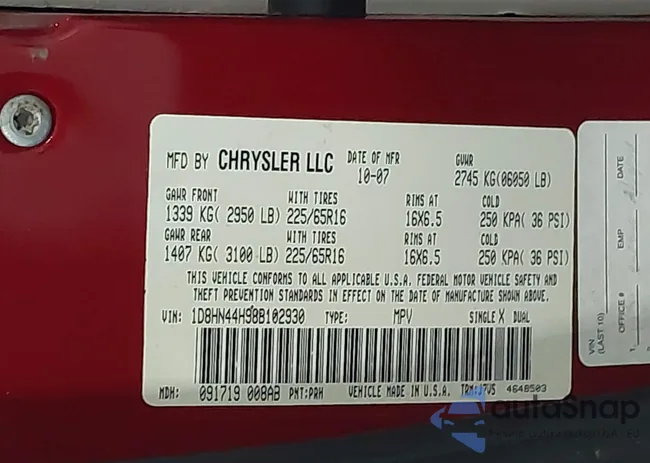 MFD BY CHRYSLER LLC DATE OF MFR 10-07 GVWR 2745 KG(06050 LB)
GAWR FRONT WITH TIRES RIMS AT COLD
1339 KG( 2950 LB) 225/65R16 16X6.5 250 KPA( 36 PSI)
GAWR REAR WITH TIRES RIMS AT COLD
1407 KG( 3100 LB) 225/65R16 16X6.5 250 KPA( 36 PSI)
THIS VEHICLE CONFORMS TO ALL APPLICABLE U.S.A. FEDERAL MOTOR VEHICLE SAFETY AND
THEFT PREVENTION STANDARDS IN EFFECT ON THE DATE OF MANUFACTURE SHOWN ABOVE.
VIN: 1D8HN44H98B102930 TYPE: MPV SINGLE X DUAL
MDH: 091719 008AB PNT:PRH VEHICLE MADE IN U.S.A. TRM:J7V5 4648503
VIN
(LAST 10)
OFFICE #
EMP
DATE
autoSnap